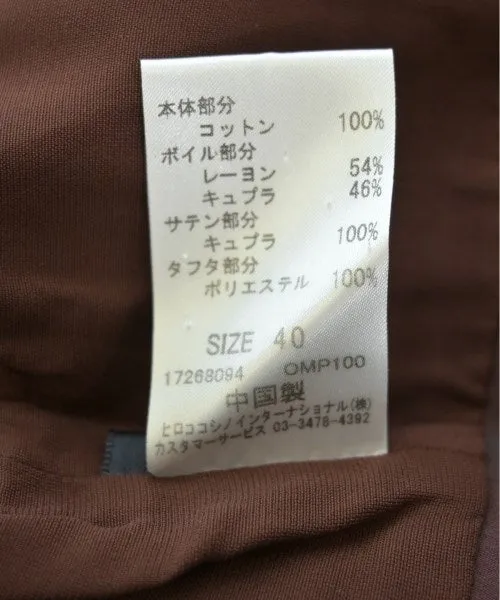 本体部分
コットン 100%
ボイル部分
レーヨン 54%
キュプラ 46%
サテン部分
キュプラ 100%
タフタ部分
ポリエステル 100%
SIZE 40
17268094 OMP100
中国製
ヒロココシノインターナショナル(株)
カスタマーサービス 03-3478-4392